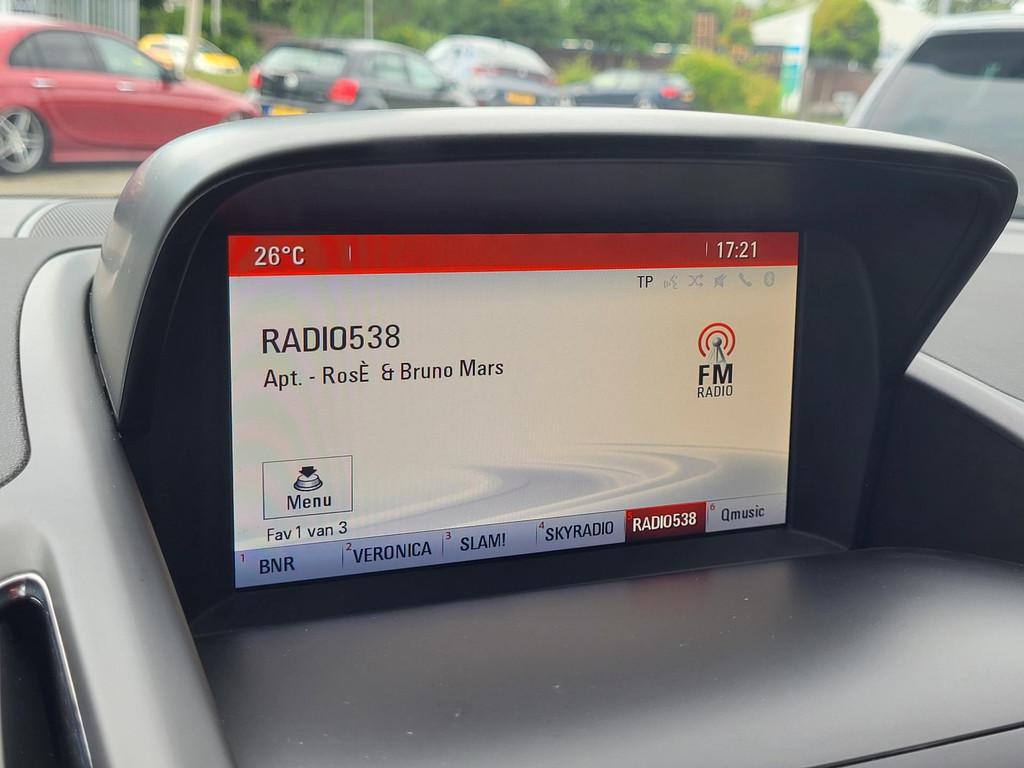 26°C
17:21
TP
RADIO538
Apt. - RosÈ & Bruno Mars
FM
RADIO
Menu
Fav 1 van 3
1 BNR
2 VERONICA
3 SLAM!
4 SKYRADIO
5 RADIO538
6 Qmusic